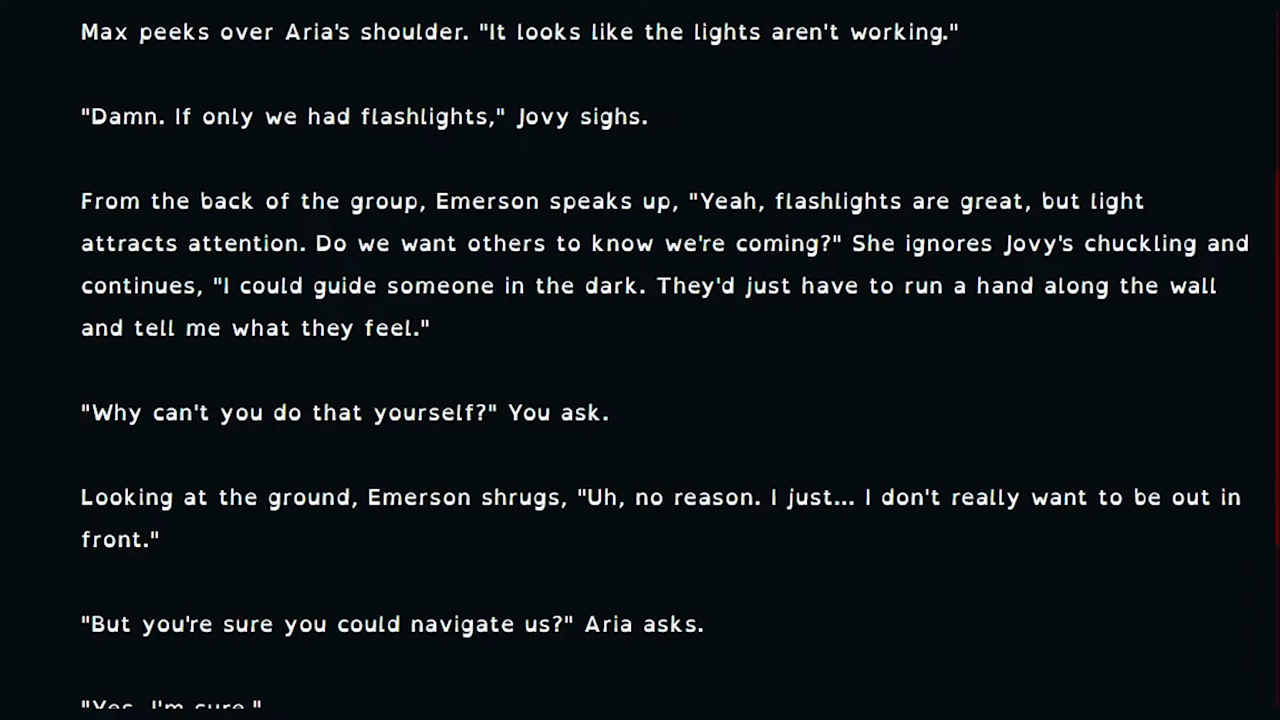 Max peeks over Aria's shoulder. "It looks like the lights aren't working."
"Damn. If only we had flashlights," Jovy sighs.
From the back of the group, Emerson speaks up, "Yeah, flashlights are great, but light
attracts attention. Do we want others to know we're coming?" She ignores Jovy's chuckling and
continues, "I could guide someone in the dark. They'd just have to run a hand along the wall
and tell me what they feel."
"Why can't you do that yourself?" You ask.
Looking at the ground, Emerson shrugs, "Uh, no reason. I just... I don't really want to be out in
front."
"But you're sure you could navigate us?" Aria asks.
"Yes, I'm sure."